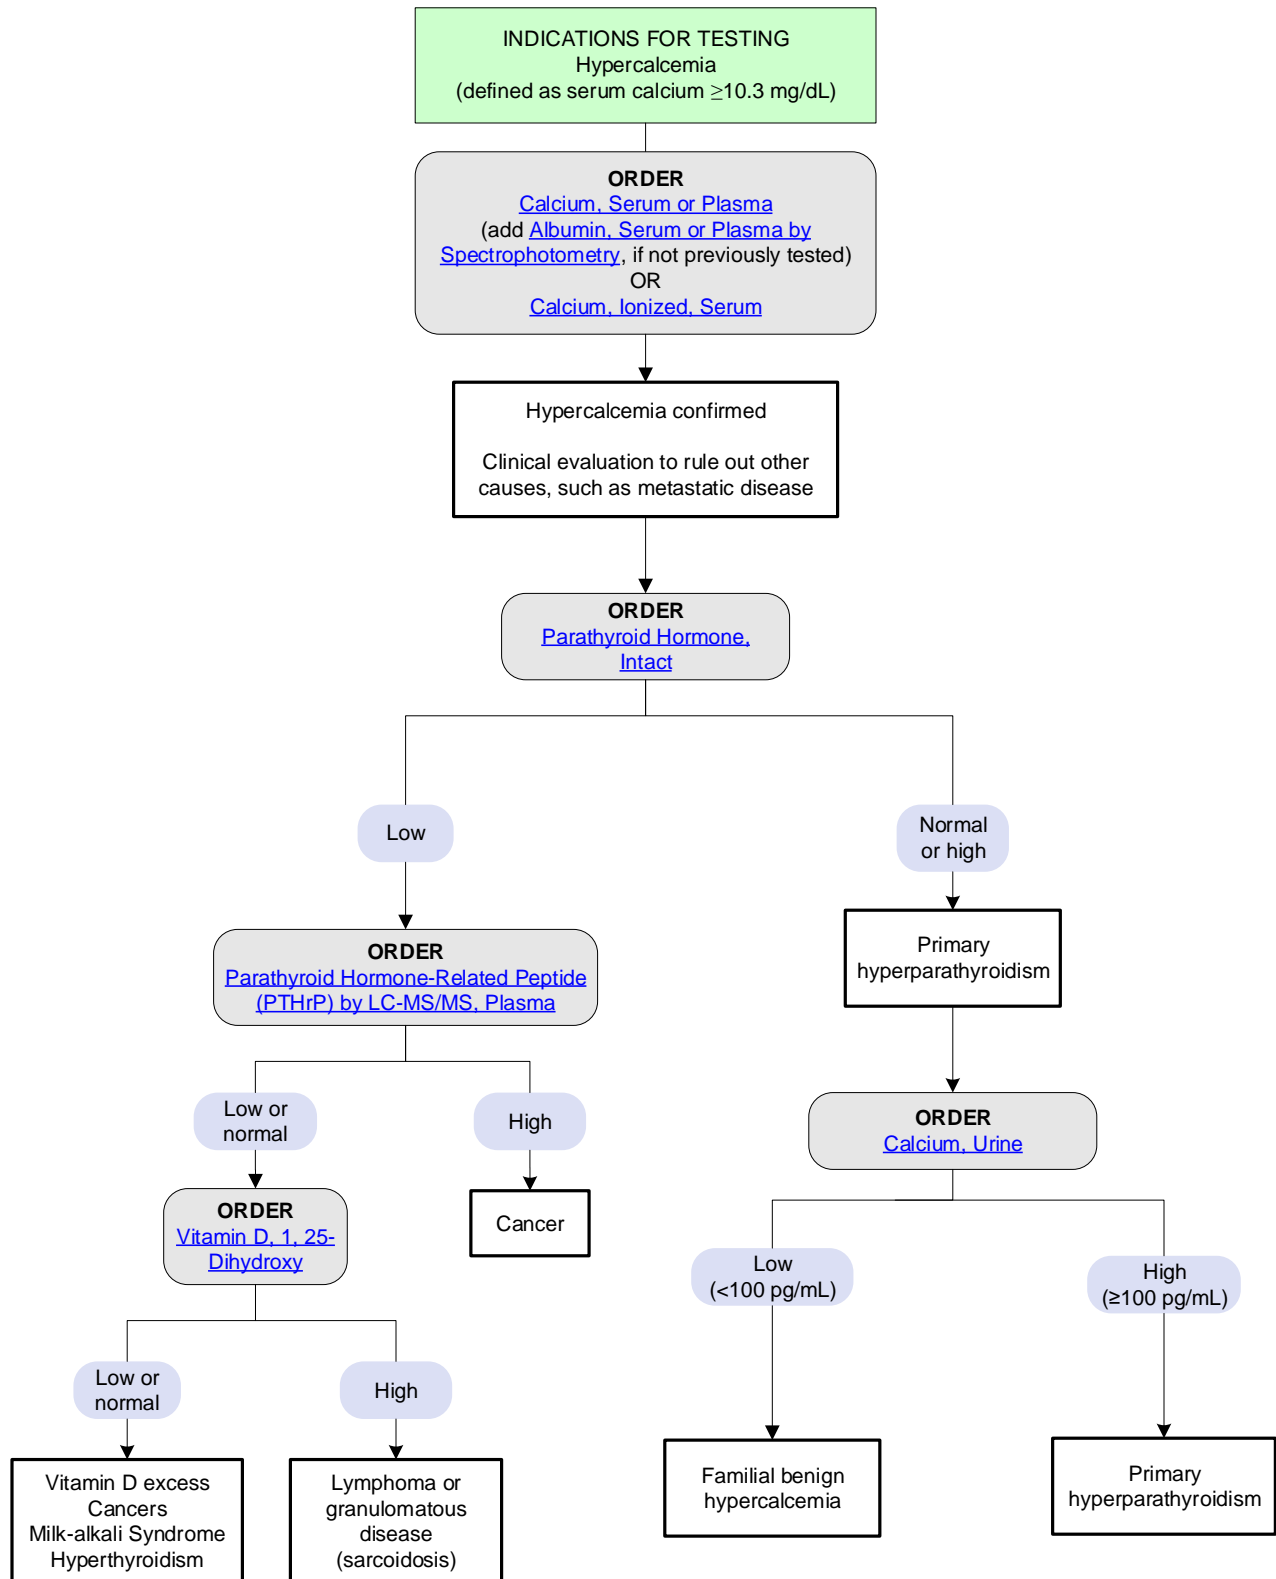 INDICATIONS FOR TESTING
Hypercalcemia
(defined as serum calcium ≥10.3 mg/dL)
ORDER
Calcium, Serum or Plasma
(add Albumin, Serum or Plasma by
Spectrophotometry, if not previously tested)
OR
Calcium, Ionized, Serum
Hypercalcemia confirmed
Clinical evaluation to rule out other
causes, such as metastatic disease
ORDER
Parathyroid Hormone,
Intact
Low
Normal
or high
ORDER
Parathyroid Hormone-Related Peptide
(PTHrP) by LC-MS/MS, Plasma
Primary
hyperparathyroidism
Low or
normal
High
ORDER
Calcium, Urine
ORDER
Vitamin D, 1, 25-
Dihydroxy
Cancer
Low
(<100 pg/mL)
High
(≥100 pg/mL)
Low or
normal
High
Vitamin D excess
Cancers
Milk-alkali Syndrome
Hyperthyroidism
Lymphoma or
granulomatous
disease
(sarcoidosis)
Familial benign
hypercalcemia
Primary
hyperparathyroidism